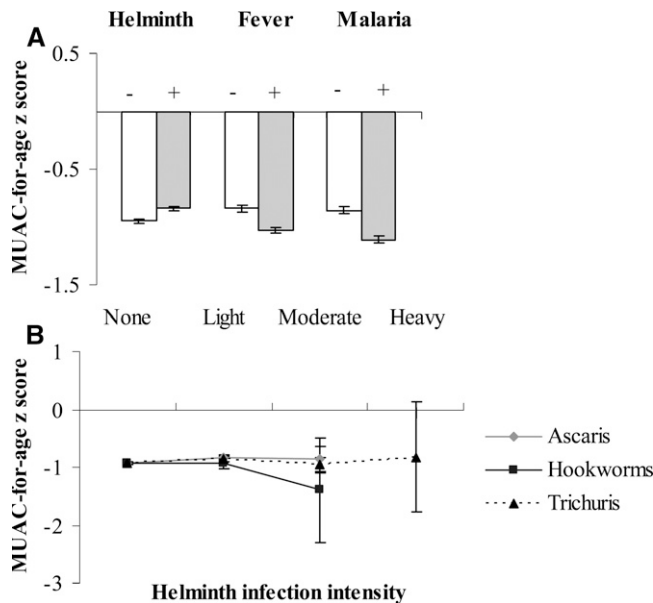 A
Helminth Fever Malaria
MUAC-for-age z score
0.5
- + - + - +
-0.5
-1.5
None Light Moderate Heavy
B
MUAC-for-age z score
1
0
-1
-2
-3
Ascaris
Hookworms
Trichuris
Helminth infection intensity